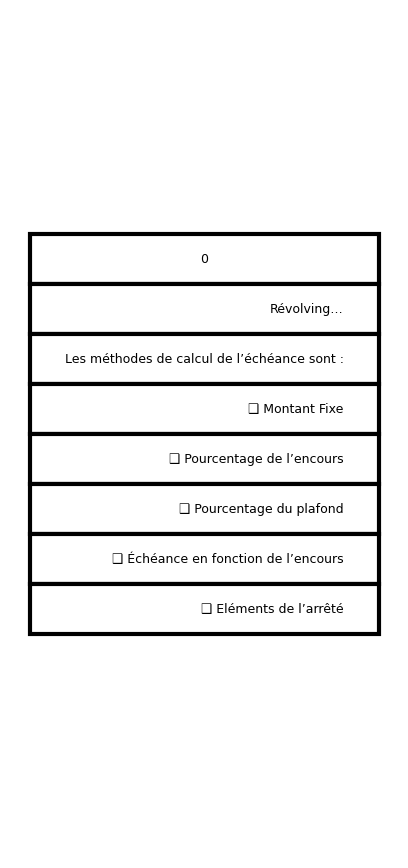 0
Révolving…
Les méthodes de calcul de l’échéance sont :
❑ Montant Fixe
❑ Pourcentage de l’encours
❑ Pourcentage du plafond
❑ Échéance en fonction de l’encours
❑ Eléments de l’arrêté